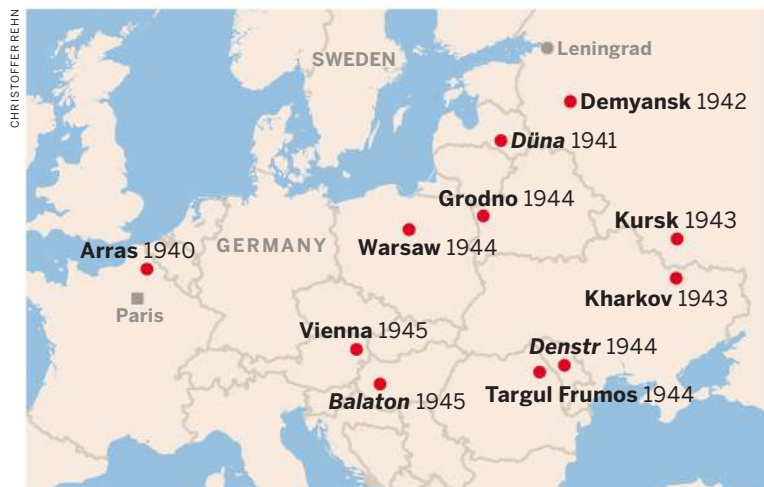 CHRISTOFFER REHN
SWEDEN
Leningrad
Demyansk 1942
Düna 1941
Grodno 1944
Kursk 1943
Arras 1940
GERMANY
Warsaw 1944
Kharkov 1943
Paris
Vienna 1945
Denstr 1944
Balaton 1945
Targul Frumos 1944